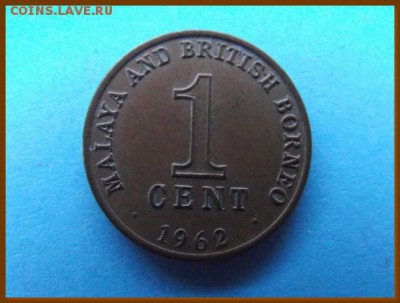 COINS.LAVE.RU
MALAYA AND BRITISH BORNEO
1
CENT
1962